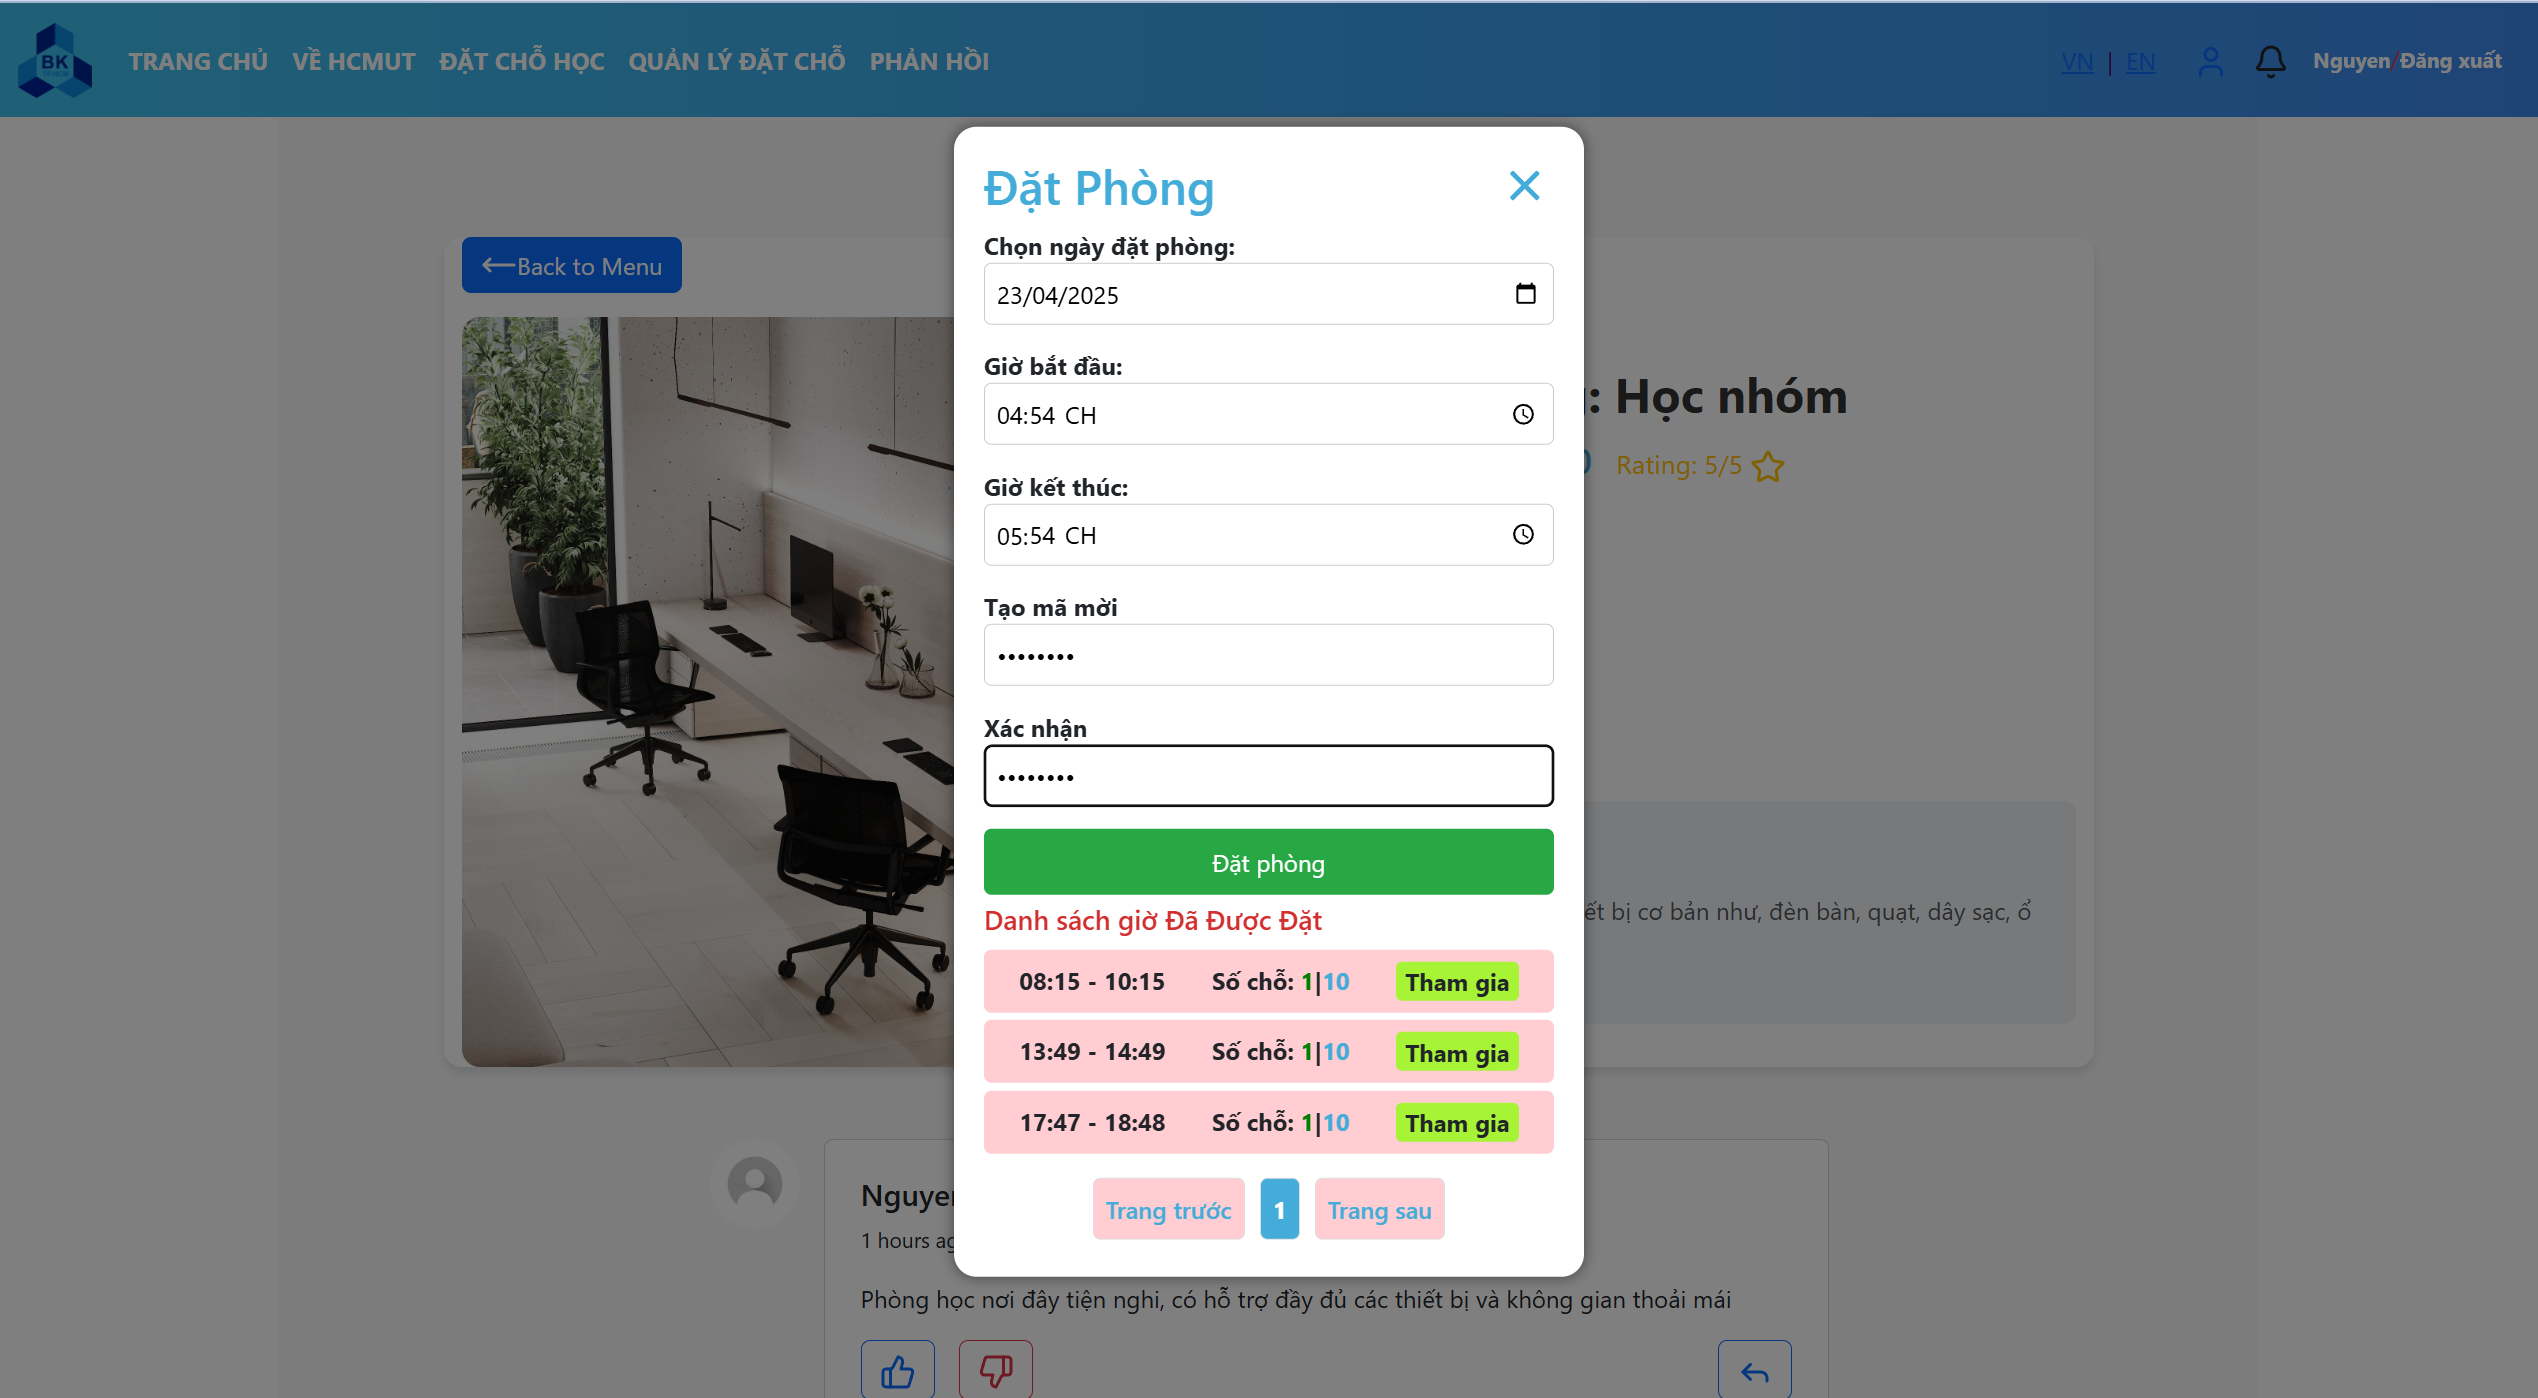 BK
TRANG CHỦ VỀ HCMUT ĐẶT CHỖ HỌC QUẢN LÝ ĐẶT CHỖ PHẢN HỒI
VN | EN Nguyen/Đăng xuất
Back to Menu
Đặt Phòng
Chọn ngày đặt phòng:
23/04/2025
Giờ bắt đầu:
04:54 CH
Giờ kết thúc:
05:54 CH
Tạo mã mời
••••••••
Xác nhận
••••••••
Đặt phòng
Danh sách giờ Đã Được Đặt
08:15 - 10:15 Số chỗ: 1|10 Tham gia
13:49 - 14:49 Số chỗ: 1|10 Tham gia
17:47 - 18:48 Số chỗ: 1|10 Tham gia
Trang trước 1 Trang sau
: Học nhóm
Rating: 5/5
bị cơ bản như, đèn bàn, quạt, dây sạc, ổ
Nguyen
1 hours ag
Phòng học nơi đây tiện nghi, có hỗ trợ đầy đủ các thiết bị và không gian thoải mái